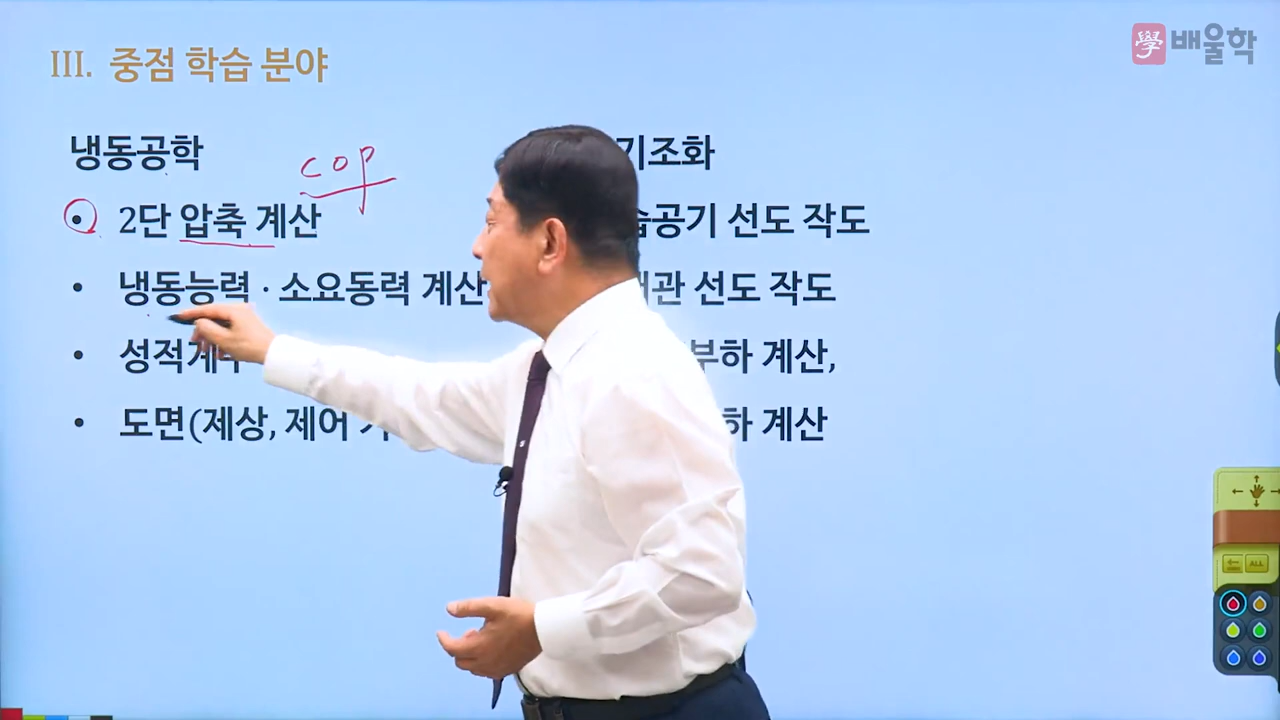 III. 중점 학습 분야
學 배울학
냉동공학
cop
• 2단 압축 계산
• 냉동능력 · 소요동력 계산
• 성적계
• 도면(제상, 제어
기조화
습공기 선도 작도
관 선도 작도
부하 계산,
하 계산
ALL